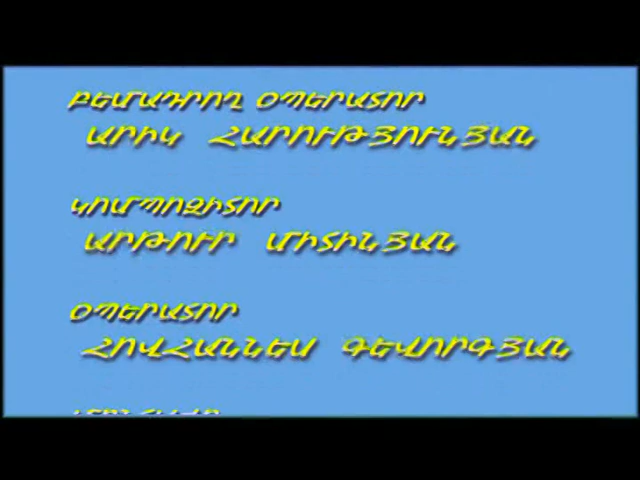 ԲԵՄԱԴՐՈՂ ՕՊԵՐԱՏՈՐ
ԱՐԻԿ ՀԱՐՈՒԹՅՈՒՆՅԱՆ
ԿՈՄՊՈԶԻՏՈՐ
ԱՐԹՈՒՐ ՄԻՏԻՆՅԱՆ
ՕՊԵՐԱՏՈՐ
ՀՈՎՀԱՆՆԵՍ ԳԵՎՈՐԳՅԱՆ